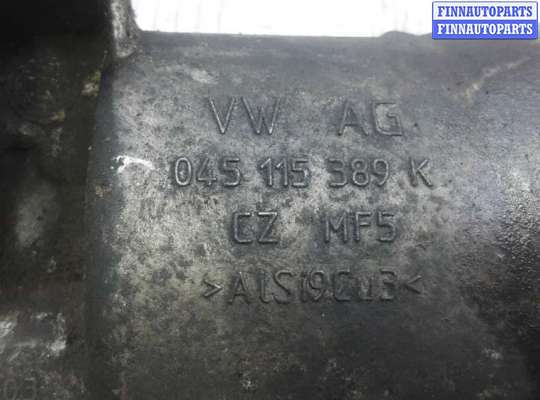 FINNAUTOPARTS
FINNAUTOPARTS
VW AG
045 115 389 K
CZ MF5
>AlSi9Cu3<